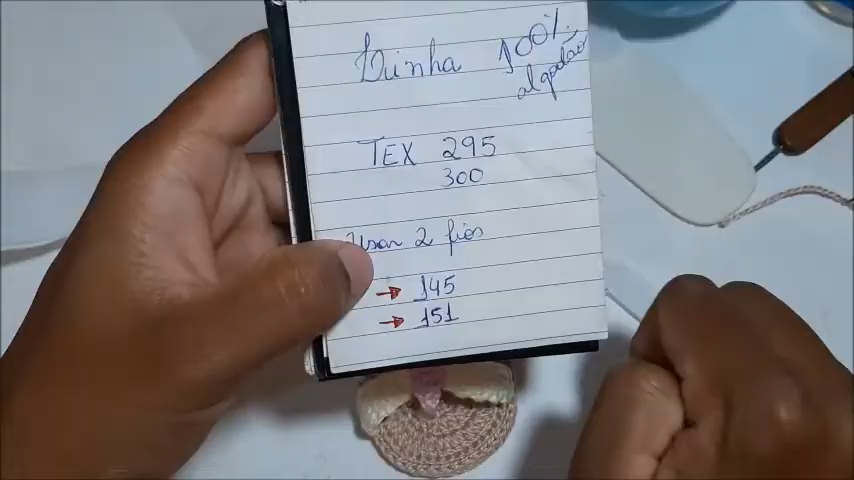 Linha 100%
algodão
TEX 295
300
Usar 2 fios
→ 145
→ 151